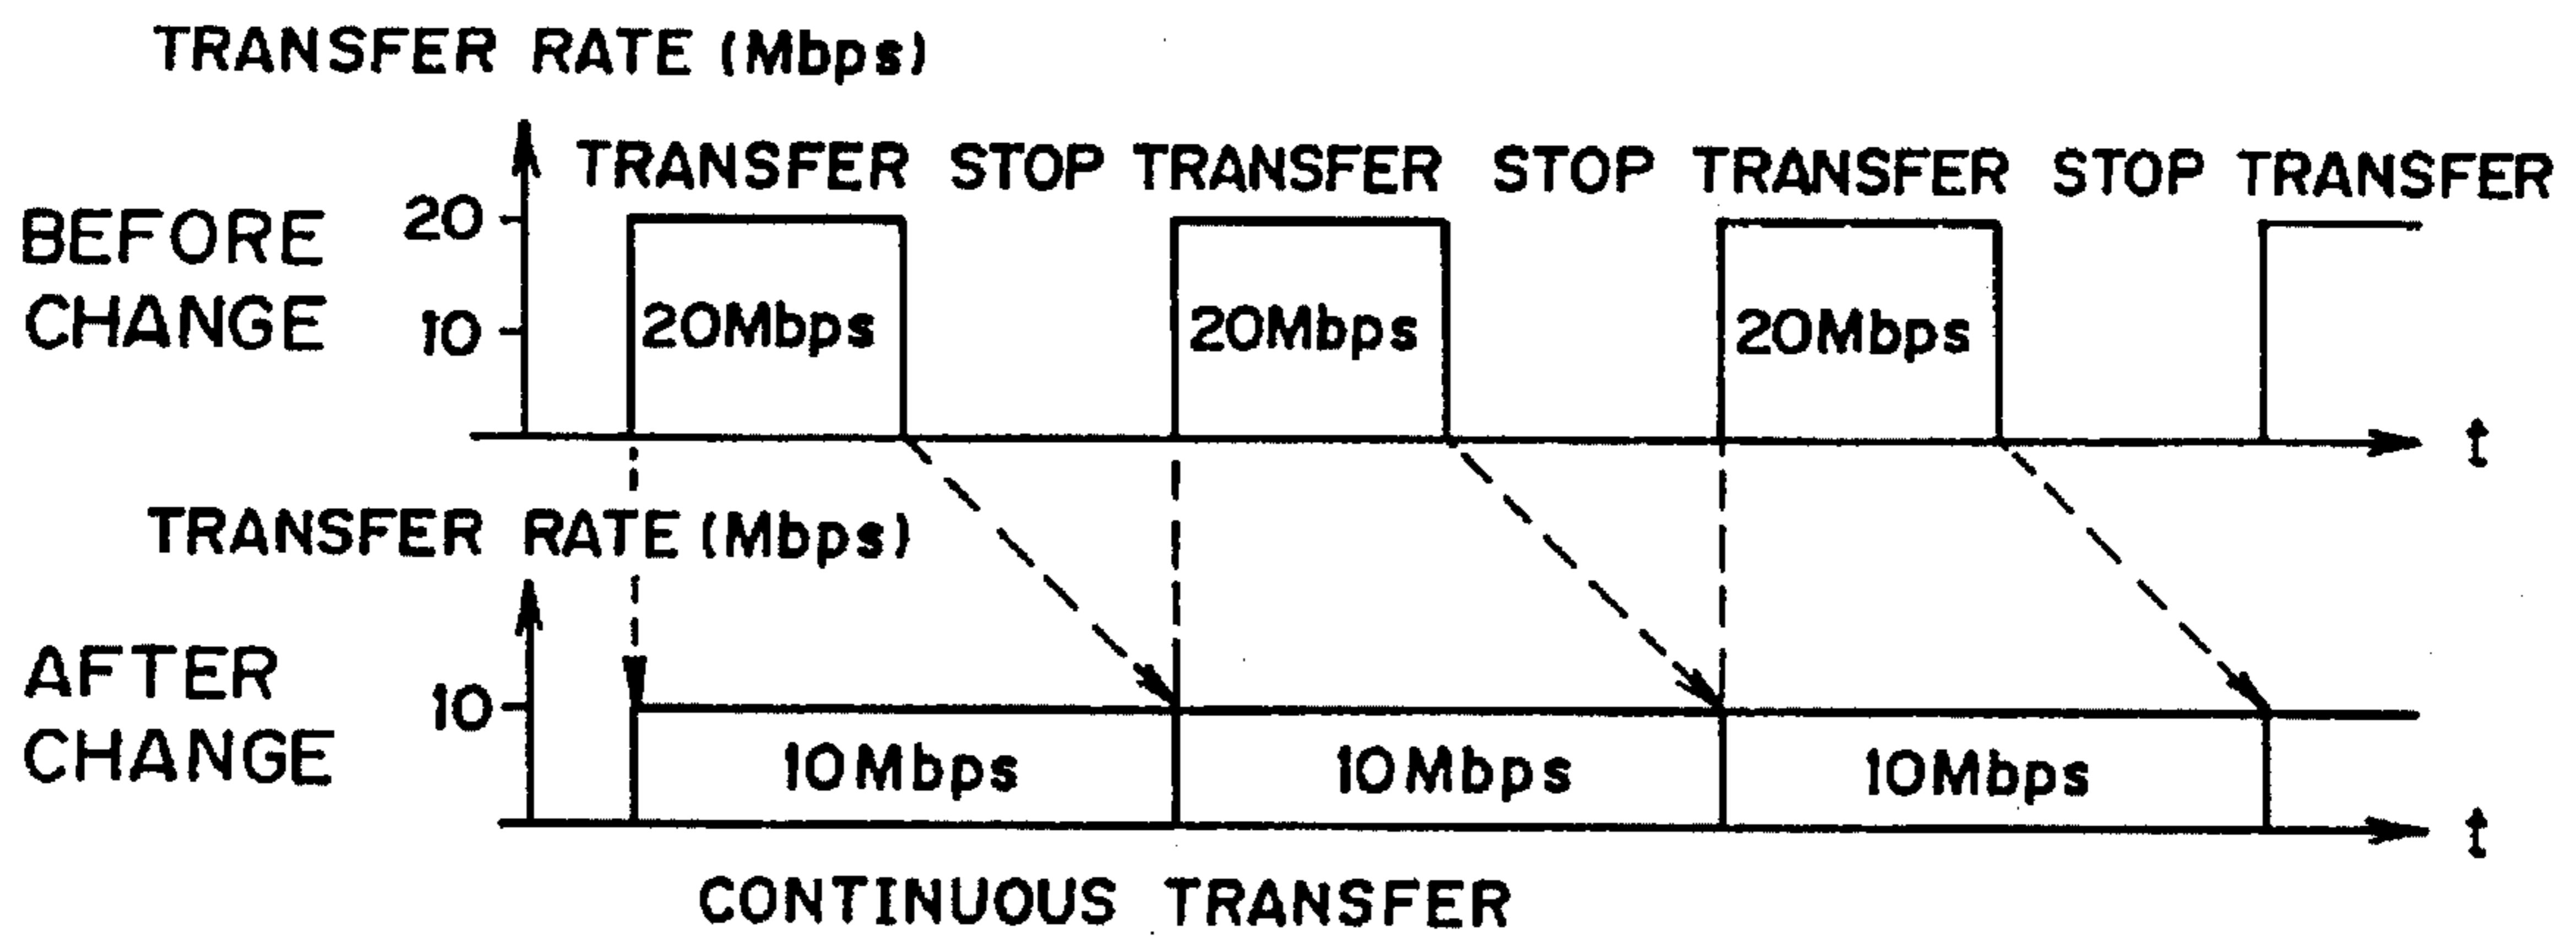 TRANSFER RATE (Mbps)
TRANSFER STOP TRANSFER STOP TRANSFER STOP TRANSFER
BEFORE
CHANGE
20
10
20Mbps 20Mbps 20Mbps
t
TRANSFER RATE (Mbps)
AFTER
CHANGE
10
10Mbps 10Mbps 10Mbps
t
CONTINUOUS TRANSFER